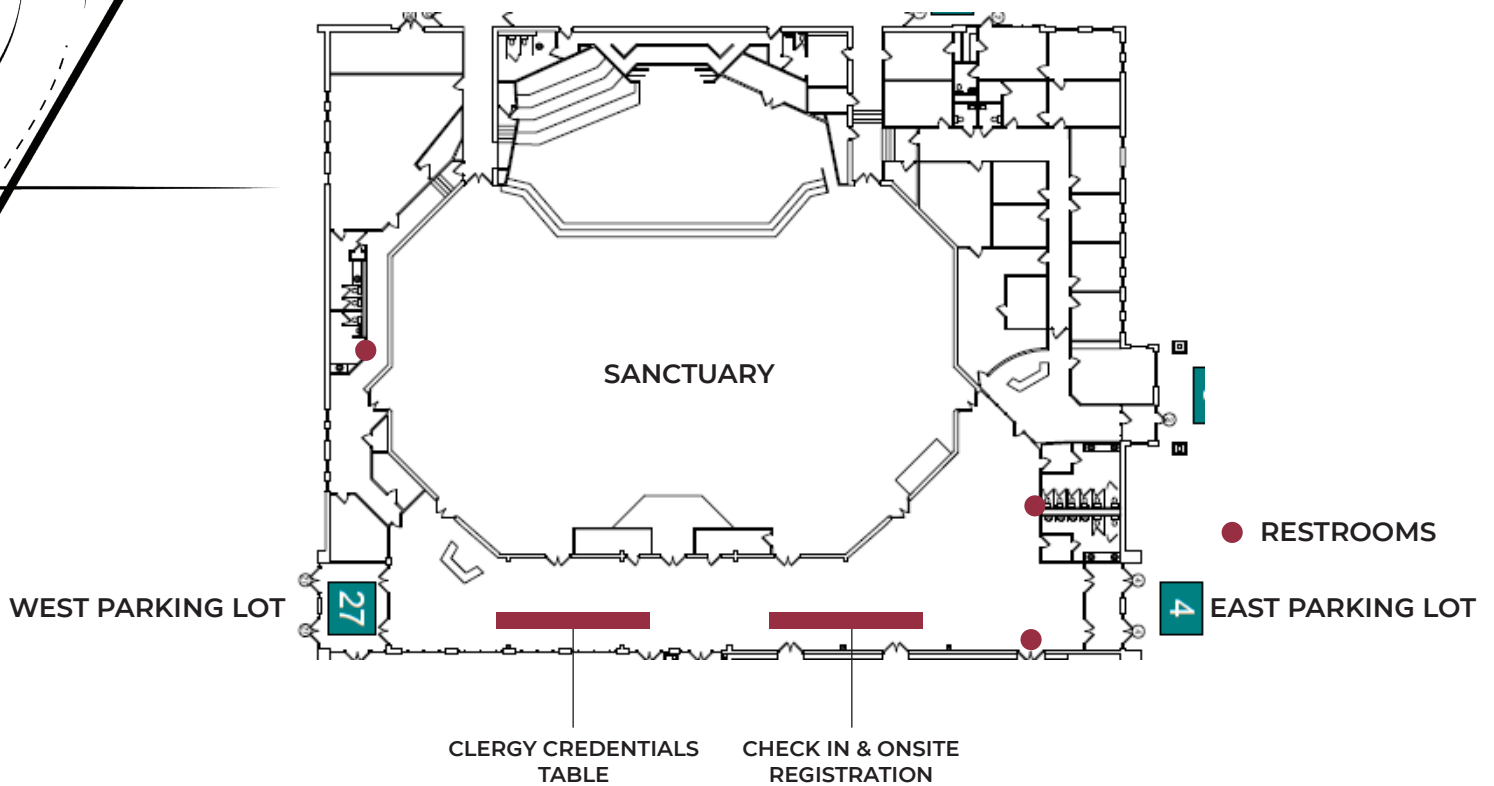 SANCTUARY
RESTROOMS
WEST PARKING LOT
27
4
EAST PARKING LOT
CLERGY CREDENTIALS
TABLE
CHECK IN & ONSITE
REGISTRATION